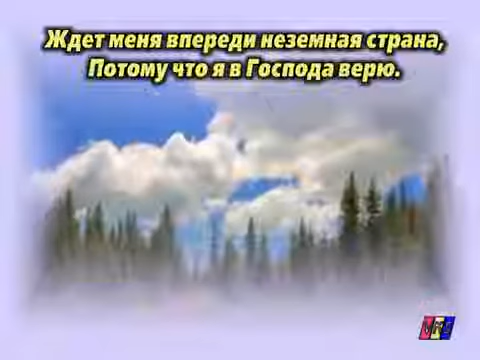 Ждет меня впереди неземная страна,
Потому что я в Господа верю.